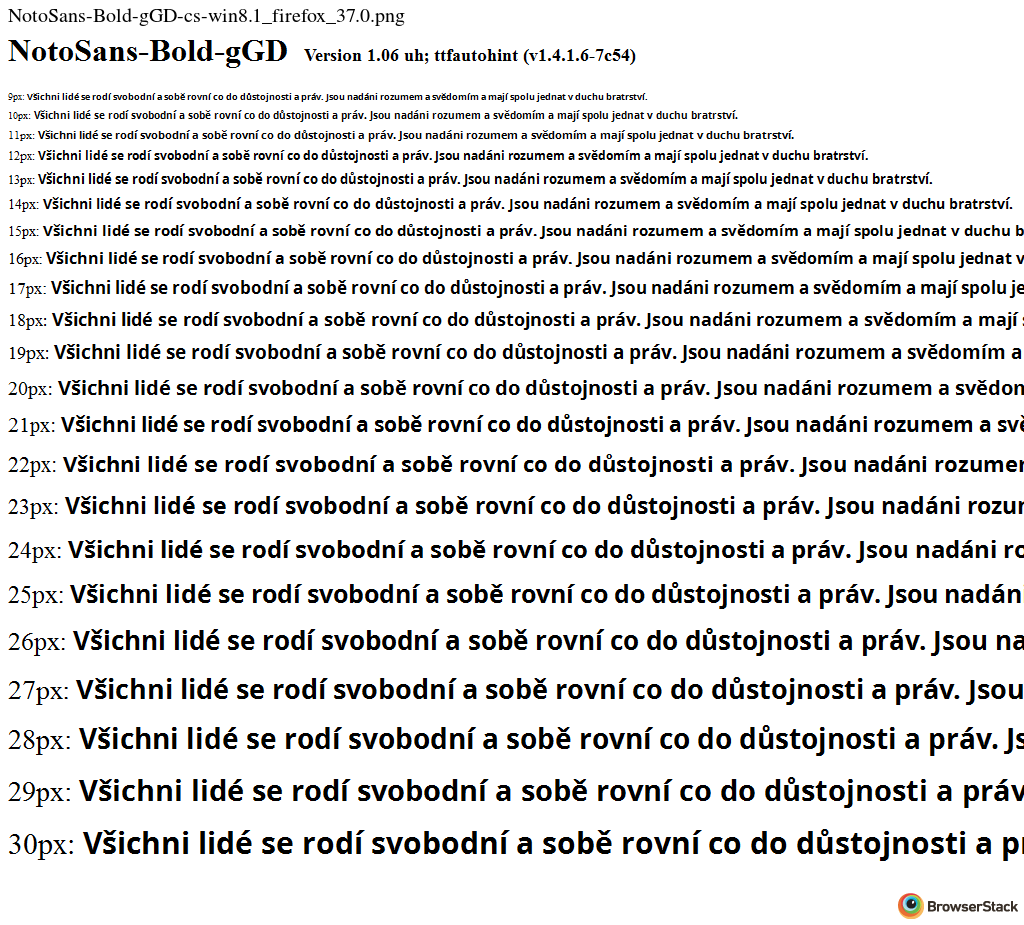 NotoSans-Bold-gGD-cs-win8.1_firefox_37.0.png
NotoSans-Bold-gGD Version 1.06 uh; ttfautohint (v1.4.1.6-7c54)
9px: Všichni lidé se rodí svobodní a sobě rovní co do důstojnosti a práv. Jsou nadáni rozumem a svědomím a mají spolu jednat v duchu bratrství.
10px: Všichni lidé se rodí svobodní a sobě rovní co do důstojnosti a práv. Jsou nadáni rozumem a svědomím a mají spolu jednat v duchu bratrství.
11px: Všichni lidé se rodí svobodní a sobě rovní co do důstojnosti a práv. Jsou nadáni rozumem a svědomím a mají spolu jednat v duchu bratrství.
12px: Všichni lidé se rodí svobodní a sobě rovní co do důstojnosti a práv. Jsou nadáni rozumem a svědomím a mají spolu jednat v duchu bratrství.
13px: Všichni lidé se rodí svobodní a sobě rovní co do důstojnosti a práv. Jsou nadáni rozumem a svědomím a mají spolu jednat v duchu bratrství.
14px: Všichni lidé se rodí svobodní a sobě rovní co do důstojnosti a práv. Jsou nadáni rozumem a svědomím a mají spolu jednat v duchu bratrství.
15px: Všichni lidé se rodí svobodní a sobě rovní co do důstojnosti a práv. Jsou nadáni rozumem a svědomím a mají spolu jednat v duchu b
16px: Všichni lidé se rodí svobodní a sobě rovní co do důstojnosti a práv. Jsou nadáni rozumem a svědomím a mají spolu jednat v
17px: Všichni lidé se rodí svobodní a sobě rovní co do důstojnosti a práv. Jsou nadáni rozumem a svědomím a mají spolu je
18px: Všichni lidé se rodí svobodní a sobě rovní co do důstojnosti a práv. Jsou nadáni rozumem a svědomím a mají s
19px: Všichni lidé se rodí svobodní a sobě rovní co do důstojnosti a práv. Jsou nadáni rozumem a svědomím a
20px: Všichni lidé se rodí svobodní a sobě rovní co do důstojnosti a práv. Jsou nadáni rozumem a svědom
21px: Všichni lidé se rodí svobodní a sobě rovní co do důstojnosti a práv. Jsou nadáni rozumem a svě
22px: Všichni lidé se rodí svobodní a sobě rovní co do důstojnosti a práv. Jsou nadáni rozumem
23px: Všichni lidé se rodí svobodní a sobě rovní co do důstojnosti a práv. Jsou nadáni rozum
24px: Všichni lidé se rodí svobodní a sobě rovní co do důstojnosti a práv. Jsou nadáni ro
25px: Všichni lidé se rodí svobodní a sobě rovní co do důstojnosti a práv. Jsou nadán
26px: Všichni lidé se rodí svobodní a sobě rovní co do důstojnosti a práv. Jsou na
27px: Všichni lidé se rodí svobodní a sobě rovní co do důstojnosti a práv. Jsou
28px: Všichni lidé se rodí svobodní a sobě rovní co do důstojnosti a práv. Js
29px: Všichni lidé se rodí svobodní a sobě rovní co do důstojnosti a práv
30px: Všichni lidé se rodí svobodní a sobě rovní co do důstojnosti a pr
BrowserStack